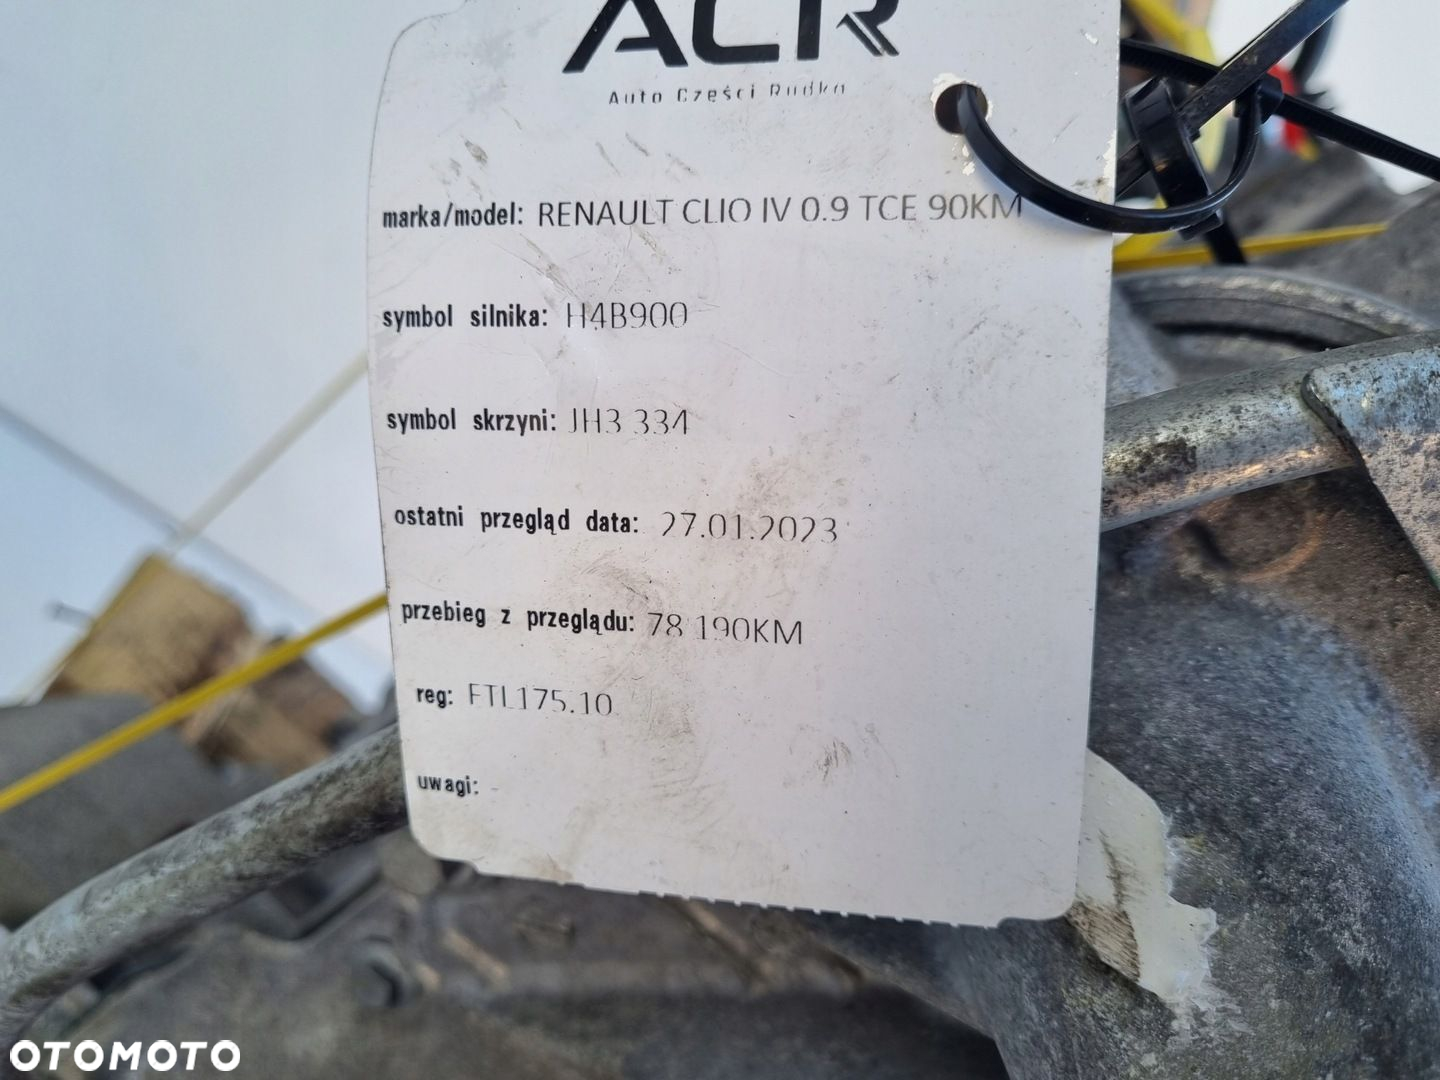 ACR
Auto Części Rudka
marka/model: RENAULT CLIO IV 0.9 TCE 90KM
symbol silnika: H4B900
symbol skrzyni: JH3 334
ostatni przegląd data: 27.01.2023
przebieg z przeglądu: 78 190KM
reg: FTL175.10
uwagi: -
OTOMOTO